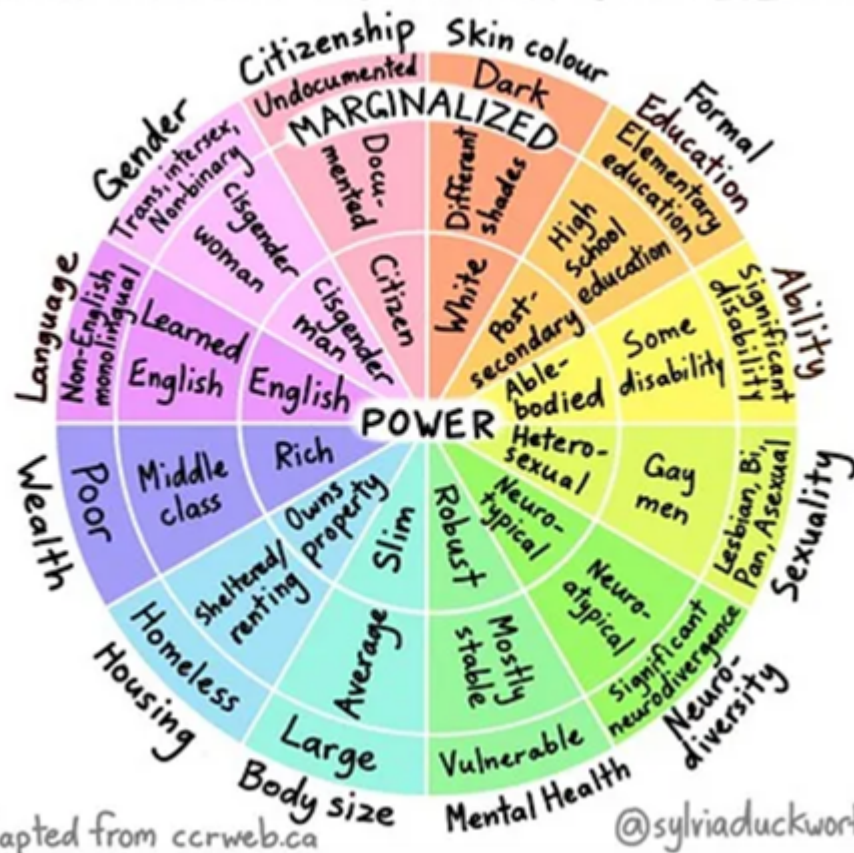 Citizenship
Undocumented
Docu-
mented
Citizen
Skin colour
Dark
Different
shades
White
Formal
Education
Elementary
education
High
school
education
Post-
secondary
Ability
Significant
disability
Some
disability
Able-
bodied
Sexuality
Lesbian, Bi,
Pan, Asexual
Gay
men
Hetero-
sexual
Neuro-
diversity
Significant
neurodivergence
Neuro-
atypical
Neuro-
typical
Mental Health
Vulnerable
Mostly
stable
Robust
Body size
Large
Average
Slim
Housing
Homeless
Sheltered/
renting
Owns
property
Wealth
Poor
Middle
class
Rich
Language
Non-English
monolingual
Learned
English
English
Gender
Trans, intersex,
Non-binary
cisgender
woman
cisgender
man
MARGINALIZED
POWER
apted from ccrweb.ca
@sylviaduckwort